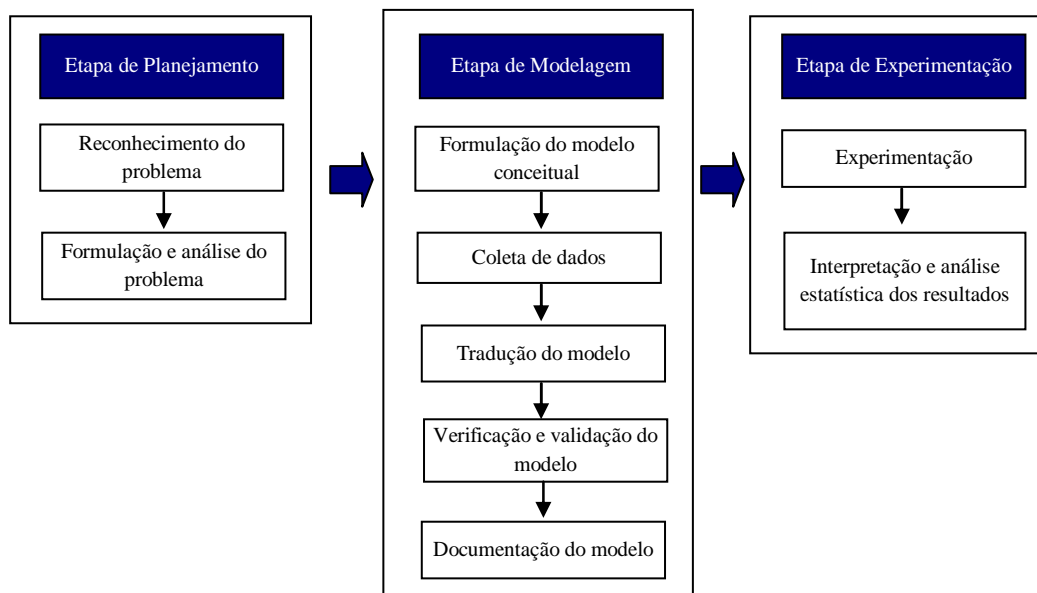 Etapa de Planejamento
Reconhecimento do
problema
Formulação e análise do
problema
Etapa de Modelagem
Formulação do modelo
conceitual
Coleta de dados
Tradução do modelo
Verificação e validação do
modelo
Documentação do modelo
Etapa de Experimentação
Experimentação
Interpretação e análise
estatística dos resultados